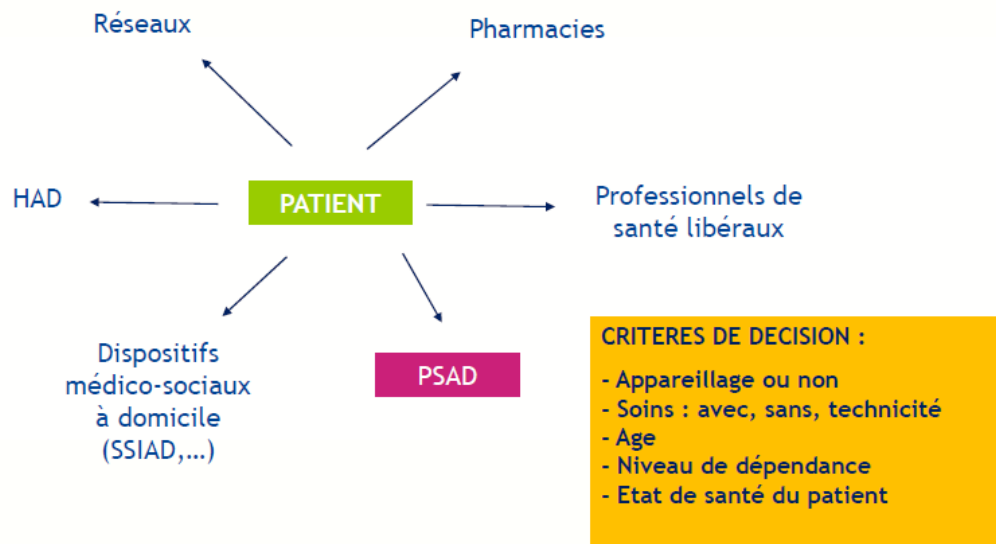 Réseaux
Pharmacies
HAD
PATIENT
Professionnels de
santé libéraux
Dispositifs
médico-sociaux
à domicile
(SSIAD,...)
PSAD
CRITERES DE DECISION :
- Appareillage ou non
- Soins : avec, sans, technicité
- Age
- Niveau de dépendance
- Etat de santé du patient